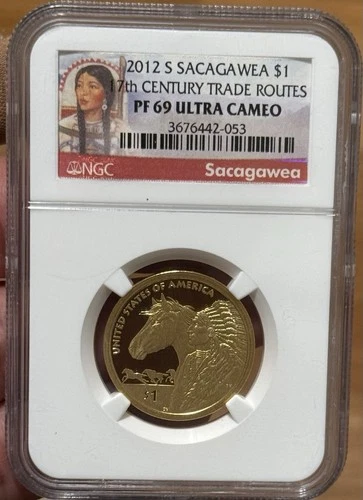 2012 S SACAGAWEA $1
17th CENTURY TRADE ROUTES
PF 69 ULTRA CAMEO
3676442-053
NGC
Sacagawea
UNITED STATES OF AMERICA
$1